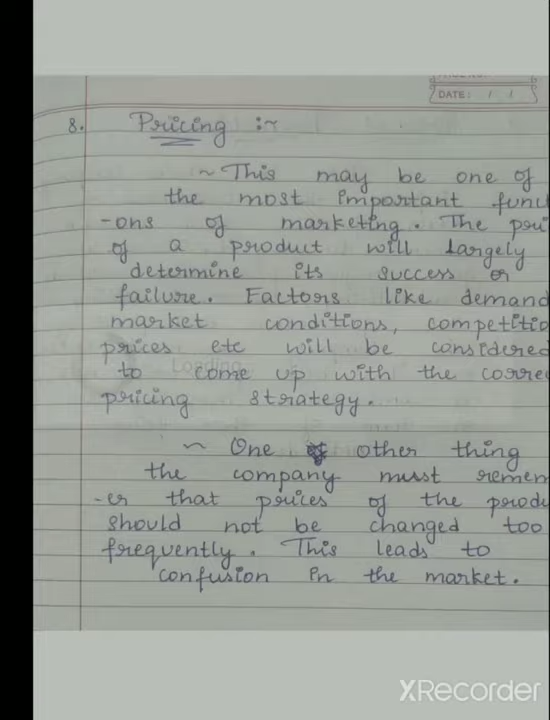 DATE: / /
8. Pricing :~
~ This may be one of
the most important funct
-ons of marketing. The pri
of a product will largely
determine its success or
failure. Factors like demand
market conditions, competitio
prices etc will be considered
Loading
to come up with the correc
pricing strategy.
~ One other thing
the company must remem
-er that prices of the produ
should not be changed too
frequently. This leads to
confusion in the market.
XRecorder